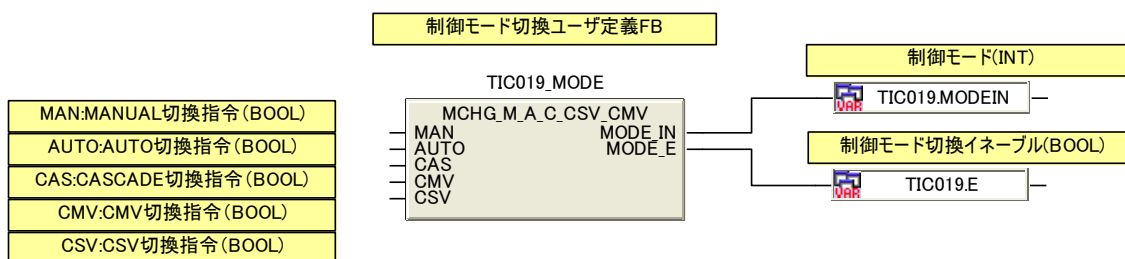 制御モード切換ユーザ定義FB
制御モード(INT)
TIC019_MODE
VAR TIC019.MODEIN
MAN:MANUAL切換指令(BOOL)
MCHG_M_A_C_CSV_CMV
MAN MODE_IN
AUTO:AUTO切換指令(BOOL)
AUTO MODE_E
制御モード切換イネーブル(BOOL)
CAS:CASCADE切換指令(BOOL)
CAS
CMV
VAR TIC019.E
CSV
CMV:CMV切換指令(BOOL)
CSV:CSV切換指令(BOOL)